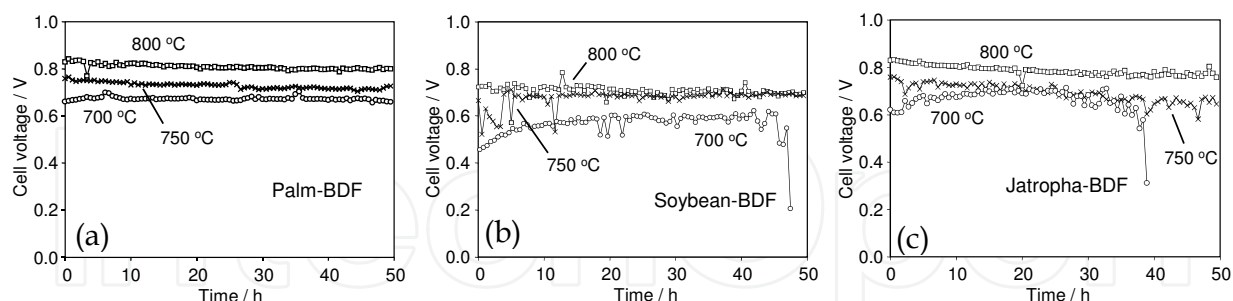 1.0
0.8
0.6
0.4
0.2
0.0
Cell voltage / V
800 °C
700 °C
750 °C
Palm-BDF
(a)
0 10 20 30 40 50
Time / h
1.0
0.8
0.6
0.4
0.2
0.0
Cell voltage / V
800 °C
750 °C
700 °C
Soybean-BDF
(b)
0 10 20 30 40 50
Time / h
1.0
0.8
0.6
0.4
0.2
0.0
Cell voltage / V
800 °C
700 °C
750 °C
Jatropha-BDF
(c)
0 10 20 30 40 50
Time / h